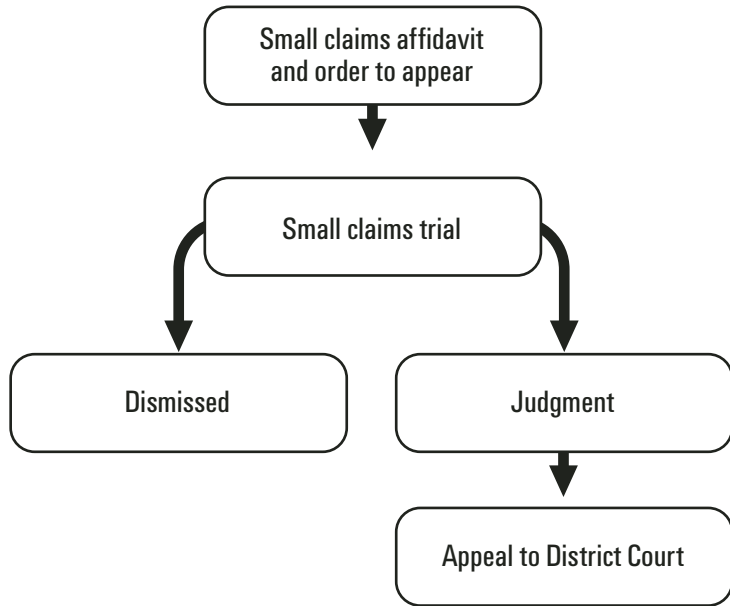 Small claims affidavit
and order to appear
Small claims trial
Dismissed
Judgment
Appeal to District Court